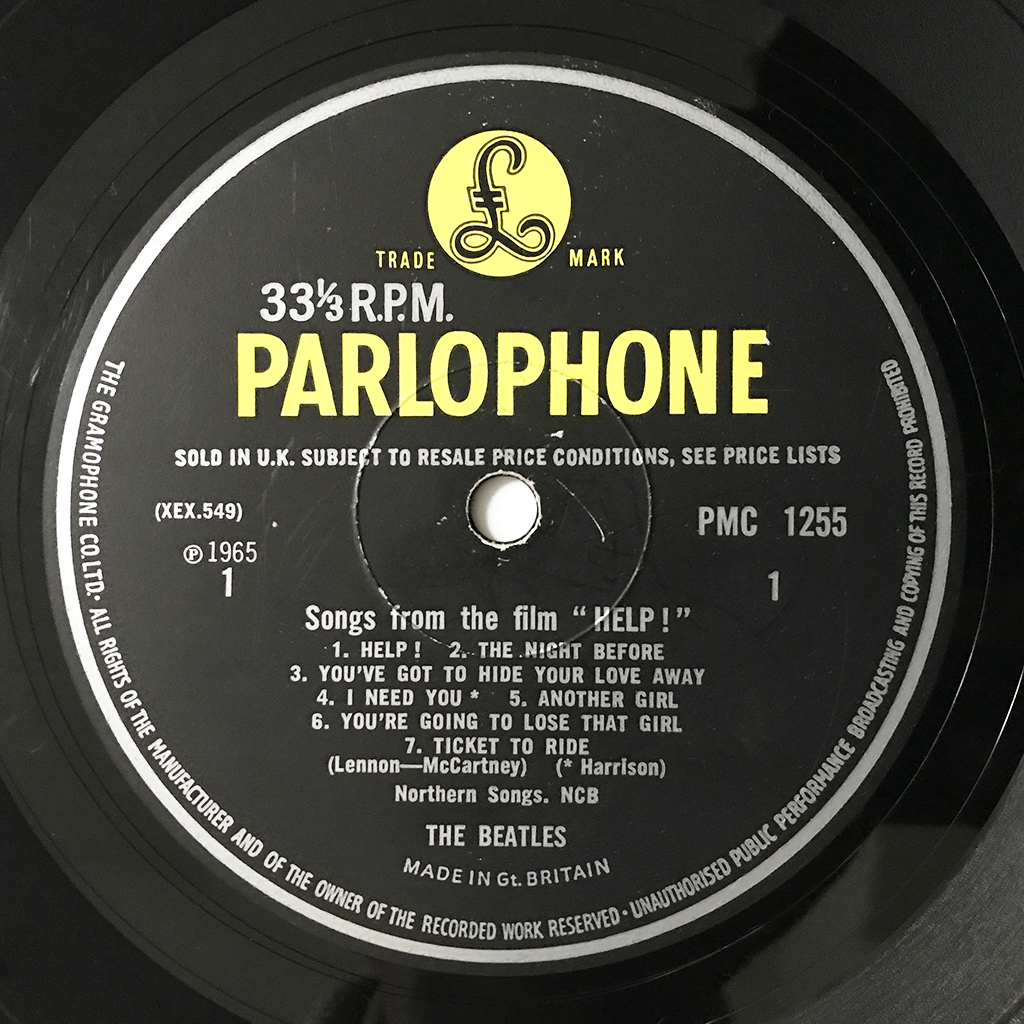 £
TRADE MARK
33⅓ R.P.M.
PARLOPHONE
SOLD IN U.K. SUBJECT TO RESALE PRICE CONDITIONS, SEE PRICE LISTS
(XEX.549)
PMC 1255
℗ 1965
1
1
Songs from the film “HELP!”
1. HELP! 2. THE NIGHT BEFORE
3. YOU'VE GOT TO HIDE YOUR LOVE AWAY
4. I NEED YOU * 5. ANOTHER GIRL
6. YOU'RE GOING TO LOSE THAT GIRL
7. TICKET TO RIDE
(Lennon—McCartney) (* Harrison)
Northern Songs. NCB
THE BEATLES
MADE IN Gt. BRITAIN
THE GRAMOPHONE CO. LTD. • ALL RIGHTS OF THE MANUFACTURER AND OF THE OWNER OF THE RECORDED WORK RESERVED • UNAUTHORISED PUBLIC PERFORMANCE BROADCASTING AND COPYING OF THIS RECORD PROHIBITED